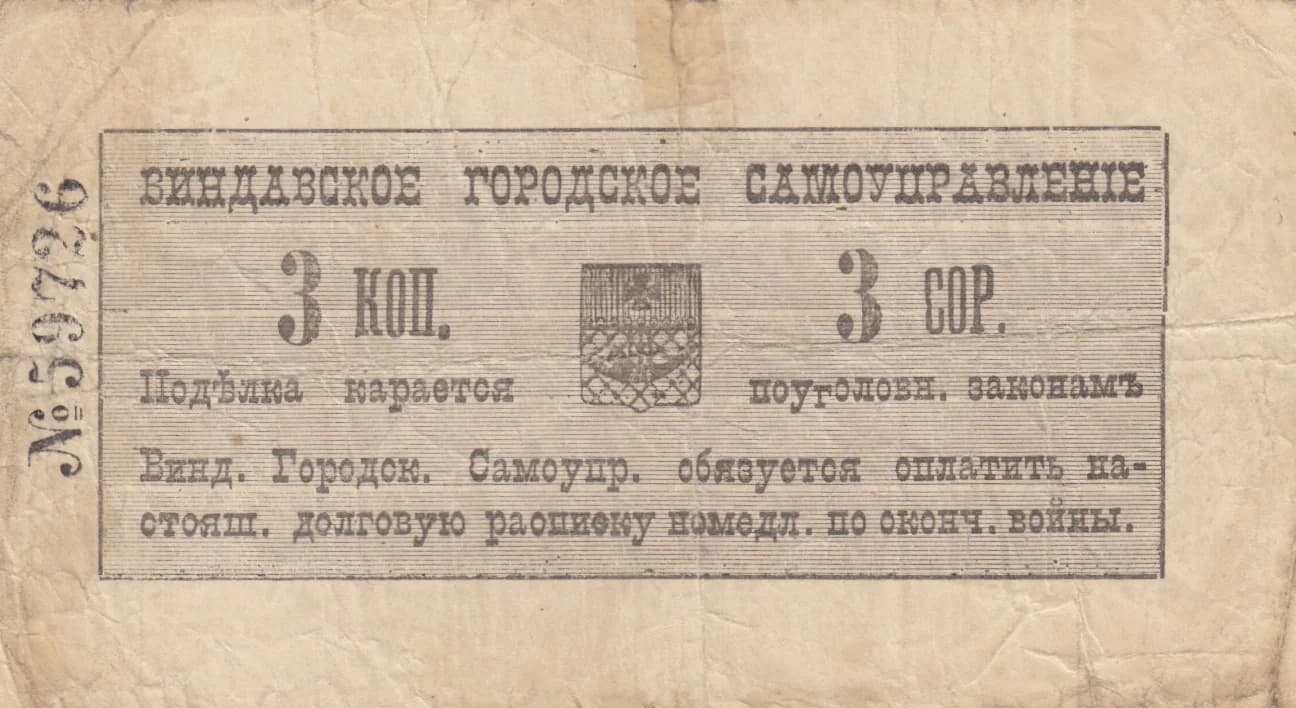 № 59726
ВИНДАВСКОЕ ГОРОДСКОЕ САМОУПРАВЛЕНІЕ
3 КОП. 3 COP.
Подѣлка карается поуголовн. законамъ
Винд. Городск. Самоупр. обязуется оплатить на-
стоящ. долговую расписку немедл. по оконч. войны.